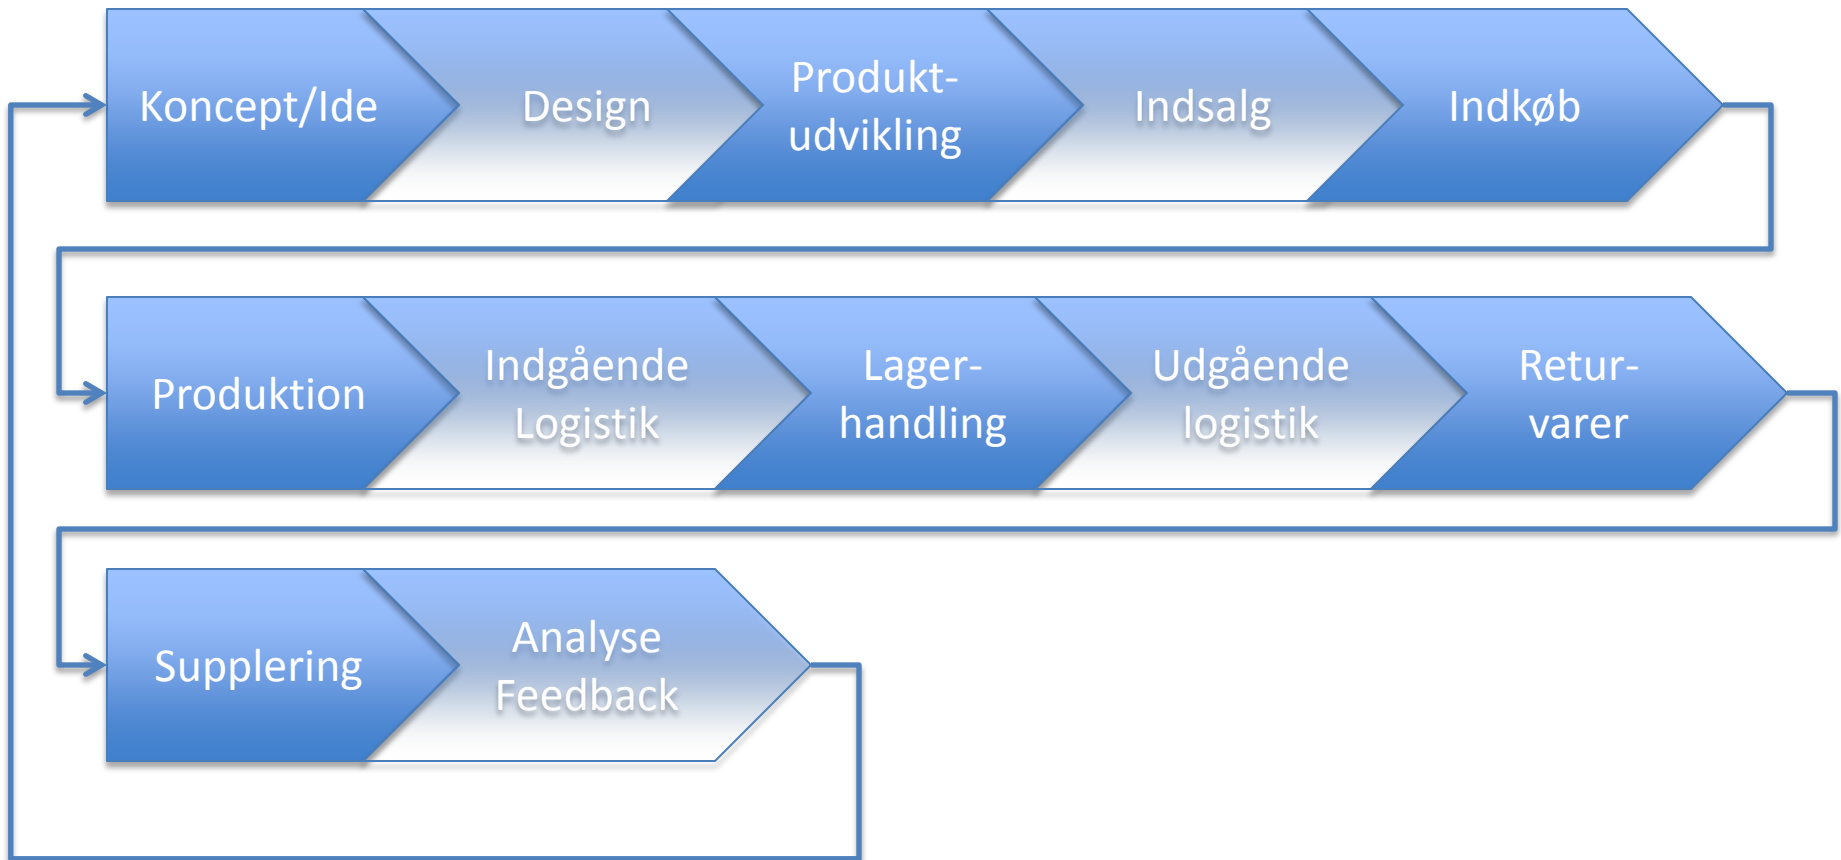 Koncept/Ide
Design
Produkt-
udvikling
Indsalg
Indkøb
Produktion
Indgående
Logistik
Lager-
handling
Udgående
logistik
Retur-
varer
Supplering
Analyse
Feedback